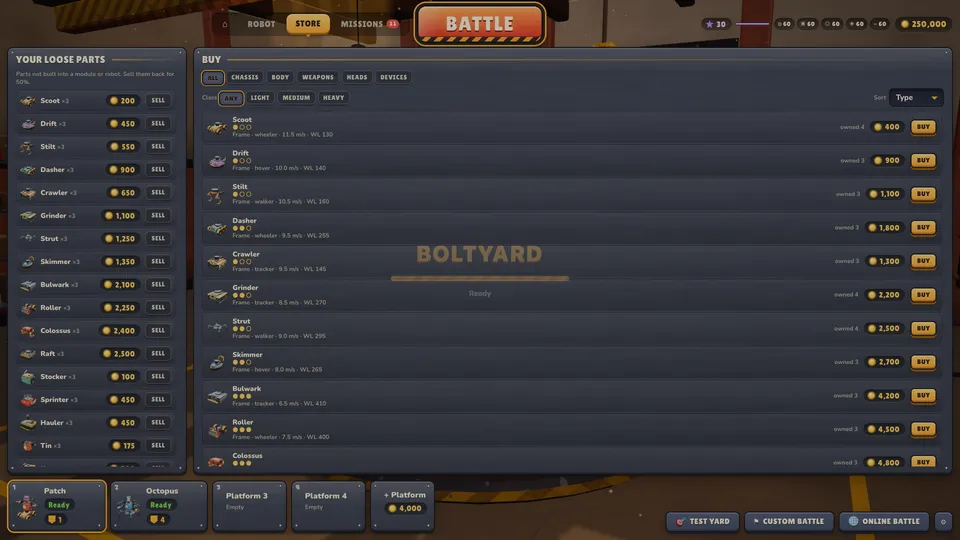 ROBOT
STORE
MISSIONS 11
BATTLE
30
60
60
60
60
60
250,000
YOUR LOOSE PARTS
Parts not built into a module or robot. Sell them back for 50%.
Scoot ×3 200 SELL
Drift ×3 450 SELL
Stilt ×3 550 SELL
Dasher ×3 900 SELL
Crawler ×3 650 SELL
Grinder ×3 1,100 SELL
Strut ×3 1,250 SELL
Skimmer ×3 1,350 SELL
Bulwark ×3 2,100 SELL
Roller ×3 2,250 SELL
Colossus ×3 2,400 SELL
Raft ×3 2,500 SELL
Stocker ×3 100 SELL
Sprinter ×3 450 SELL
Hauler ×3 450 SELL
Tin ×3 175 SELL
BUY
ALL CHASSIS BODY WEAPONS HEADS DEVICES
Class ANY LIGHT MEDIUM HEAVY
Sort Type
Scoot
Frame · wheeler · 11.5 m/s · WL 130
owned 4 400 BUY
Drift
Frame · hover · 10.0 m/s · WL 140
owned 3 900 BUY
Stilt
Frame · walker · 10.5 m/s · WL 160
owned 3 1,100 BUY
Dasher
Frame · wheeler · 9.5 m/s · WL 255
owned 3 1,800 BUY
Crawler
Frame · tracker · 9.5 m/s · WL 145
owned 3 1,300 BUY
Grinder
Frame · tracker · 8.5 m/s · WL 270
owned 4 2,200 BUY
Strut
Frame · walker · 9.0 m/s · WL 295
owned 4 2,500 BUY
Skimmer
Frame · hover · 8.0 m/s · WL 265
owned 3 2,700 BUY
Bulwark
Frame · tracker · 6.5 m/s · WL 410
owned 3 4,200 BUY
Roller
Frame · wheeler · 7.5 m/s · WL 400
owned 3 4,500 BUY
Colossus
owned 3 4,800 BUY
BOLTYARD
Ready
1 Patch
Ready
1
2 Octopus
Ready
4
3 Platform 3
Empty
4 Platform 4
Empty
+ Platform
4,000
TEST YARD
CUSTOM BATTLE
ONLINE BATTLE